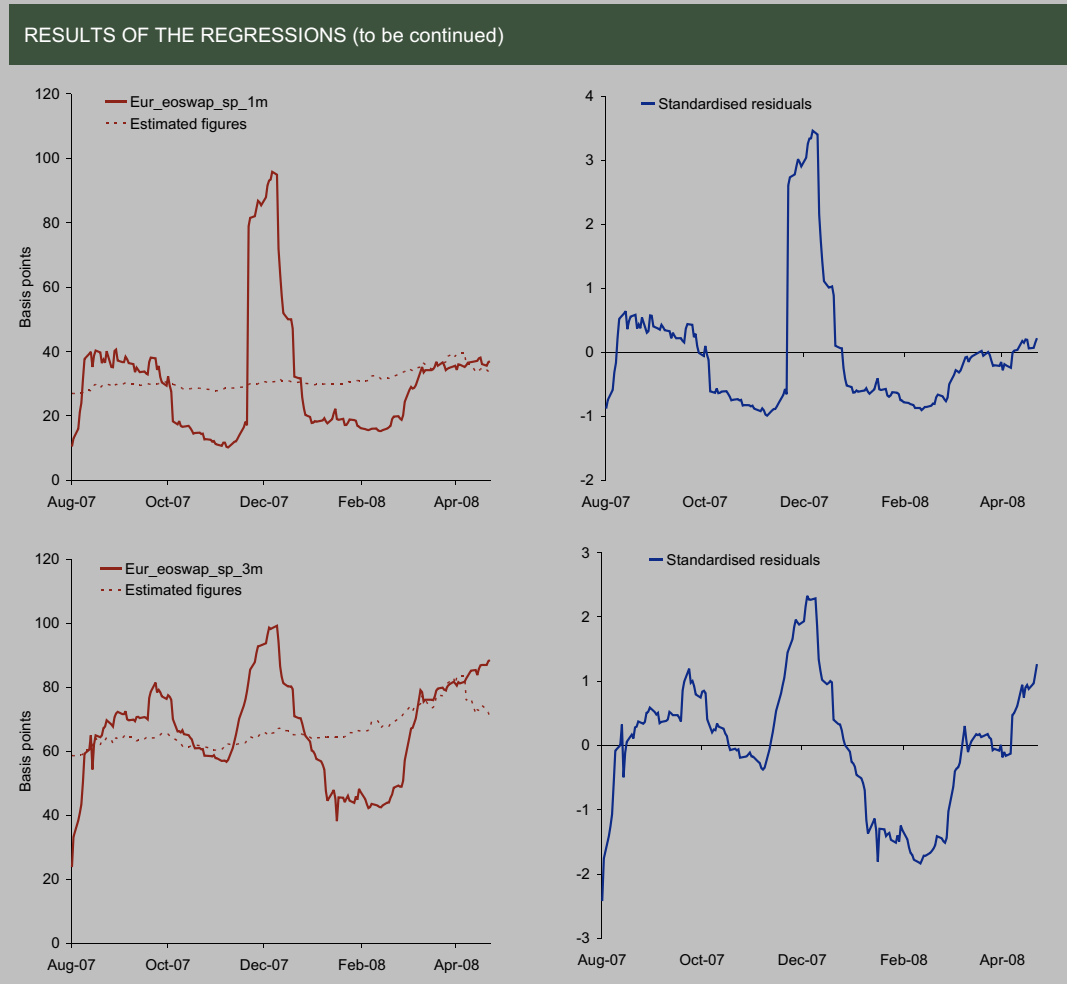 RESULTS OF THE REGRESSIONS (to be continued)
Eur_eoswap_sp_1m
Estimated figures
Basis points
120
100
80
60
40
20
0
Aug-07 Oct-07 Dec-07 Feb-08 Apr-08
Standardised residuals
4
3
2
1
0
-1
-2
Aug-07 Oct-07 Dec-07 Feb-08 Apr-08
Eur_eoswap_sp_3m
Estimated figures
Basis points
120
100
80
60
40
20
0
Aug-07 Oct-07 Dec-07 Feb-08 Apr-08
Standardised residuals
3
2
1
0
-1
-2
-3
Aug-07 Oct-07 Dec-07 Feb-08 Apr-08